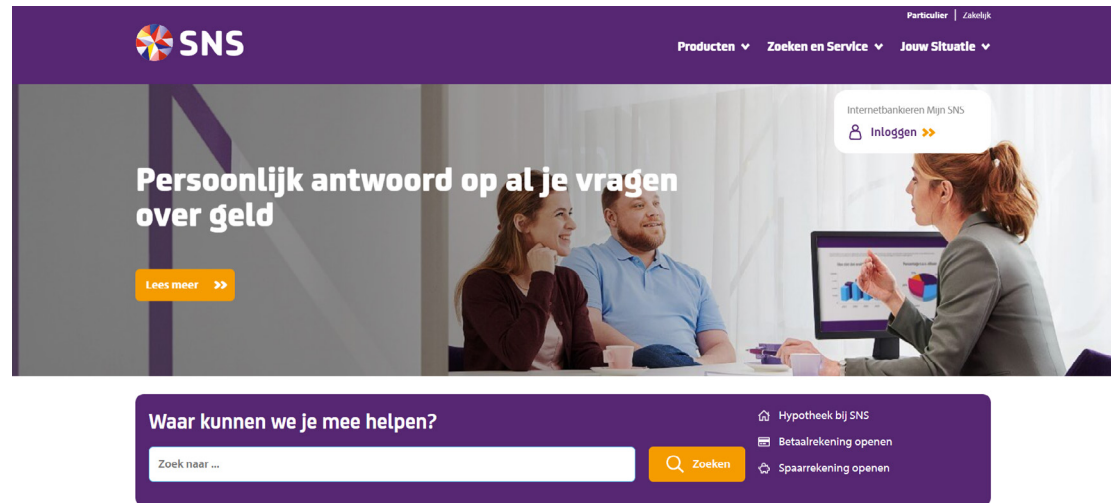 Particulier | Zakelijk
SNS
Producten
Zoeken en Service
Jouw Situatie
Internetbankieren Mijn SNS
Inloggen
Persoonlijk antwoord op al je vragen
over geld
Lees meer
Waar kunnen we je mee helpen?
Zoek naar ...
Zoeken
Hypotheek bij SNS
Betaalrekening openen
Spaarrekening openen